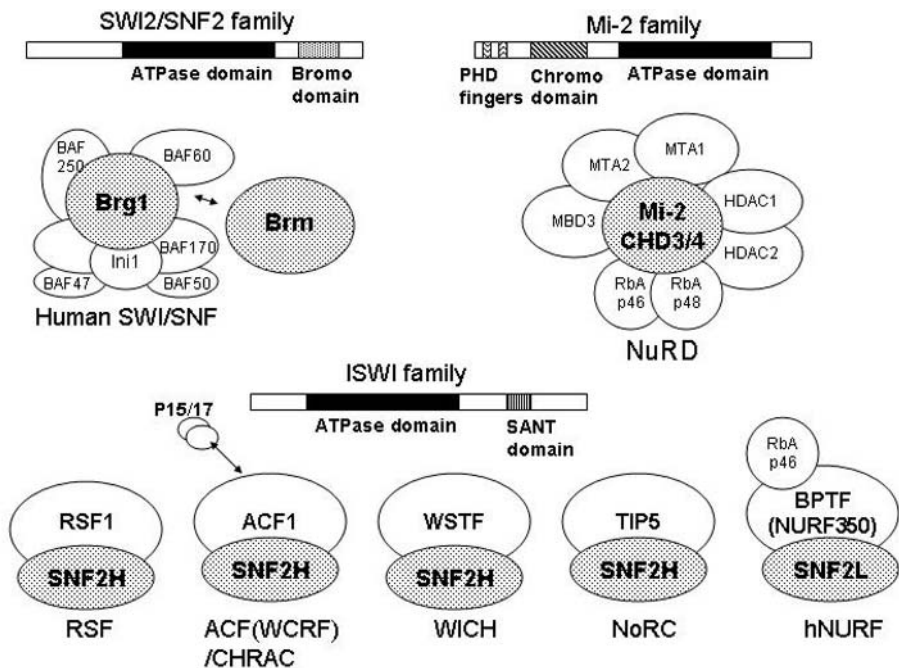 SWI2/SNF2 family
ATPase domain
Bromo
domain
BAF
250
BAF60
Brg1
Brm
BAF170
Ini1
BAF47
BAF50
Human SWI/SNF
Mi-2 family
PHD
fingers
Chromo
domain
ATPase domain
MTA2
MTA1
MBD3
Mi-2
CHD3/4
HDAC1
HDAC2
RbA
p46
RbA
p48
NuRD
ISWI family
ATPase domain
SANT
domain
P15/17
RSF1
SNF2H
RSF
ACF1
SNF2H
ACF(WCRF)
/CHRAC
WSTF
SNF2H
WICH
TIP5
SNF2H
NoRC
RbA
p46
BPTF
(NURF350)
SNF2L
hNURF